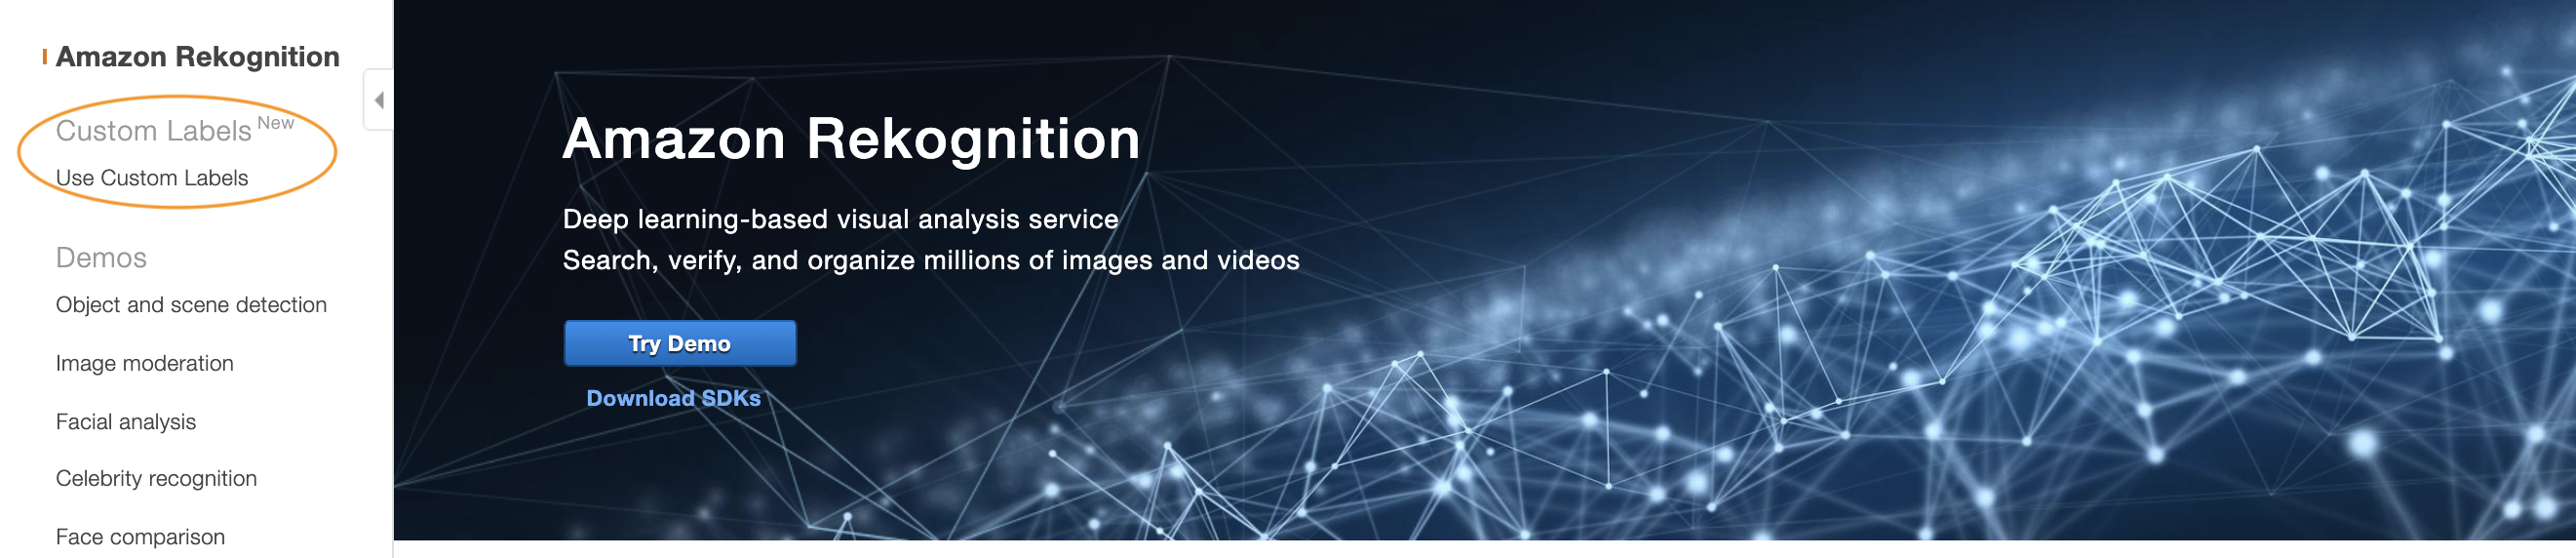 Amazon Rekognition
Custom Labels New
Use Custom Labels
Demos
Object and scene detection
Image moderation
Facial analysis
Celebrity recognition
Face comparison
Amazon Rekognition
Deep learning-based visual analysis service
Search, verify, and organize millions of images and videos
Try Demo
Download SDKs